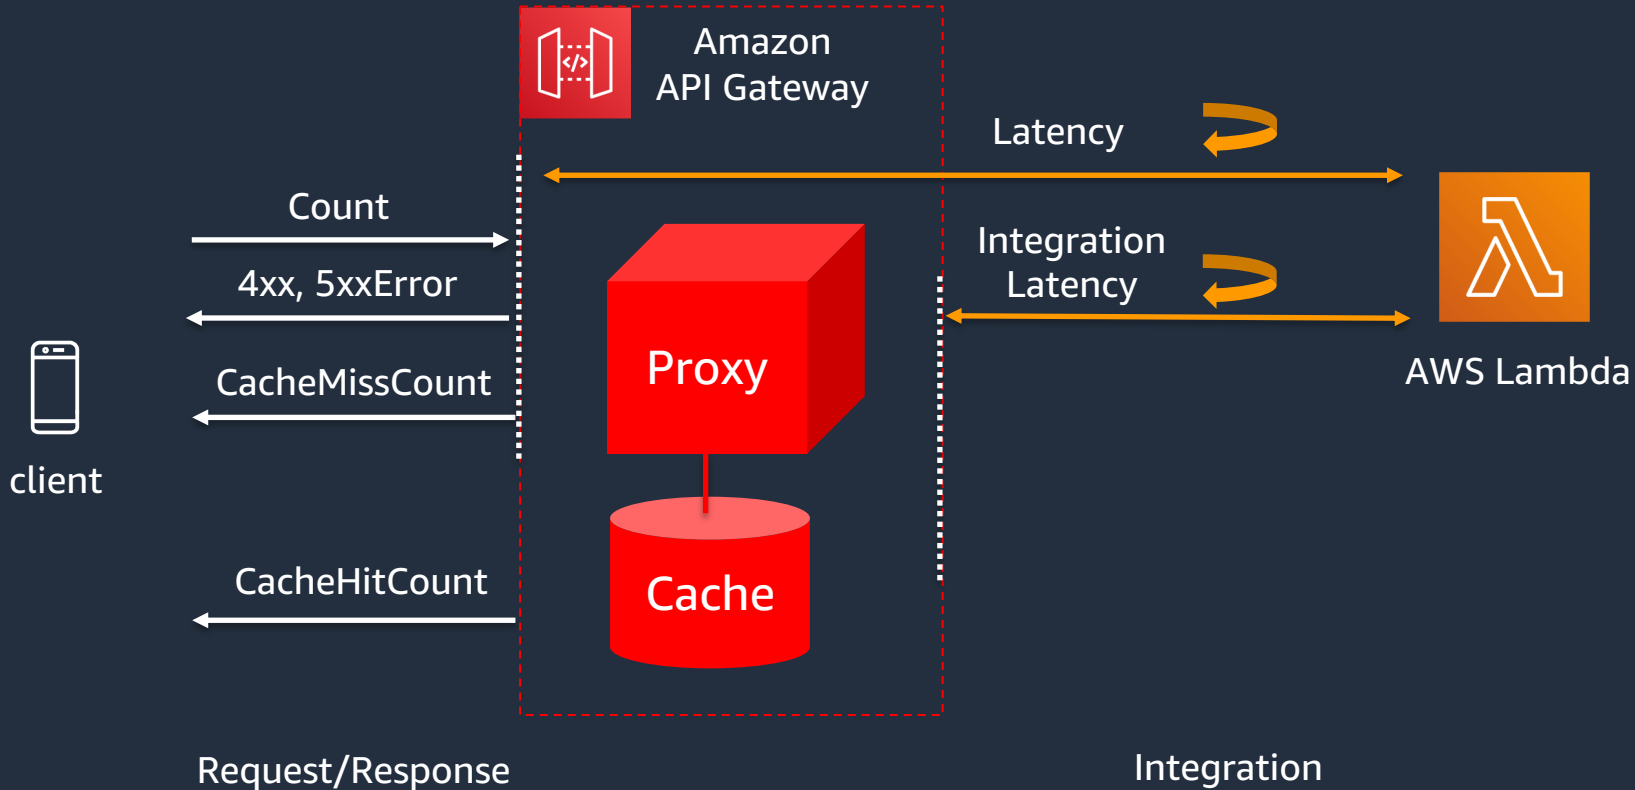 Amazon
API Gateway
</>
Latency
Count
Integration
Latency
4xx, 5xxError
Proxy
AWS Lambda
CacheMissCount
client
CacheHitCount
Cache
Request/Response
Integration